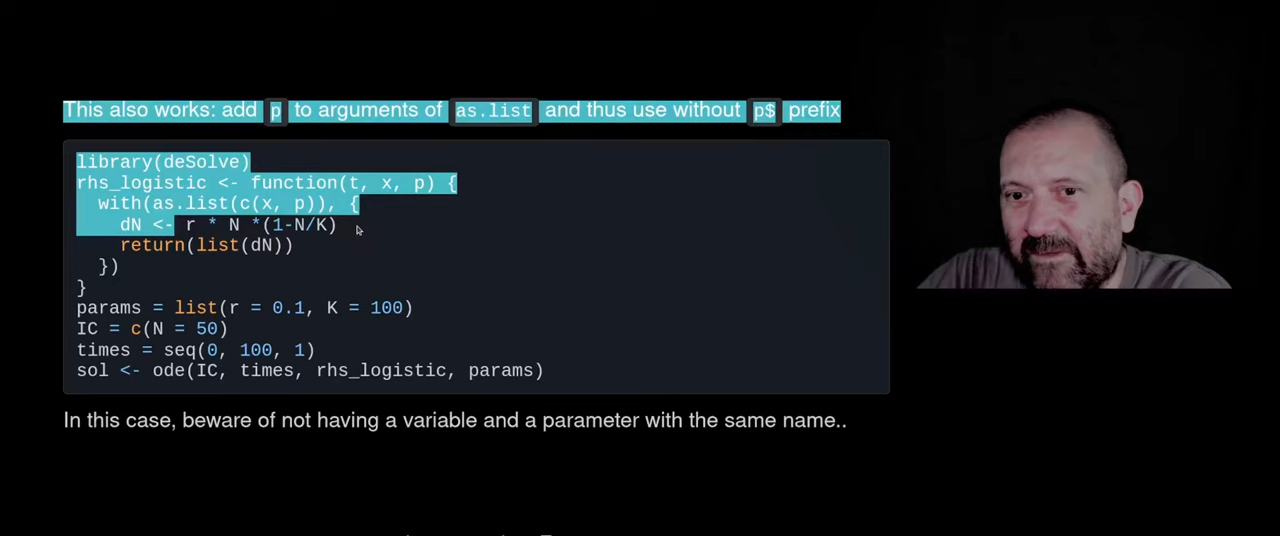 This also works: add p to arguments of as.list and thus use without p$ prefix
library(deSolve)
rhs_logistic <- function(t, x, p) {
  with(as.list(c(x, p)), {
    dN <- r * N *(1-N/K)
    return(list(dN))
  })
}
params = list(r = 0.1, K = 100)
IC = c(N = 50)
times = seq(0, 100, 1)
sol <- ode(IC, times, rhs_logistic, params)
In this case, beware of not having a variable and a parameter with the same name..